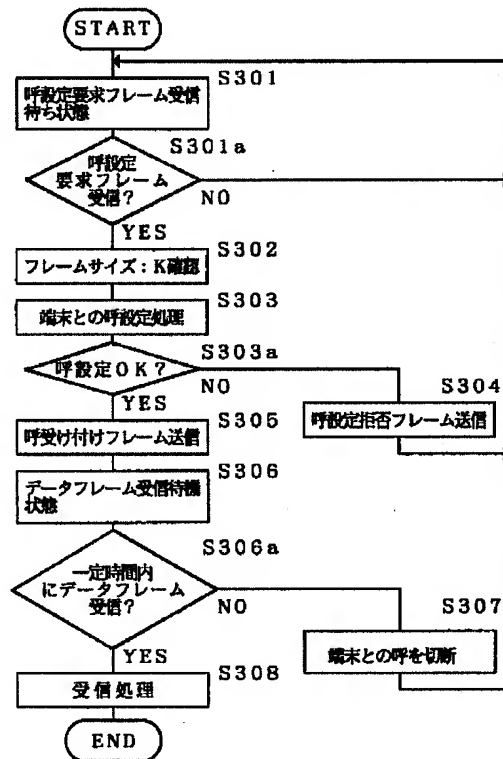 START
S301
呼設定要求フレーム受信
待ち状態
S301a
呼設定
要求フレーム
受信?
NO
YES
S302
フレームサイズ:K確認
S303
端末との呼設定処理
S303a
呼設定OK?
NO
YES
S304
呼設定拒否フレーム送信
S305
呼受け付けフレーム送信
S306
データフレーム受信待機
状態
S306a
一定時間内
にデータフレーム
受信?
NO
YES
S307
端末との呼を切断
S308
受信処理
END